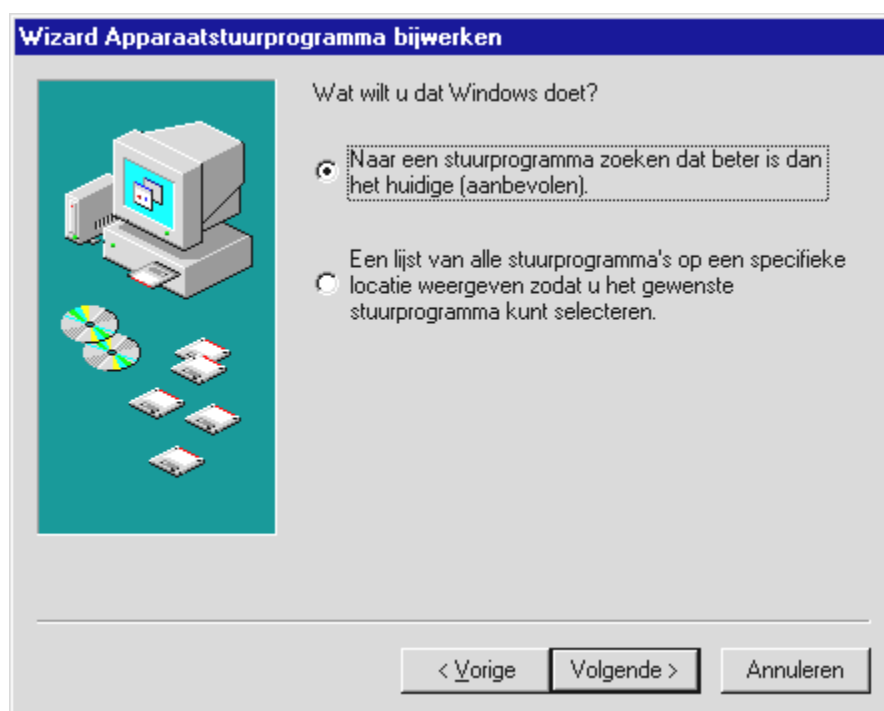 Wizard Apparaatstuurprogramma bijwerken
Wat wilt u dat Windows doet?
Naar een stuurprogramma zoeken dat beter is dan
het huidige (aanbevolen).
Een lijst van alle stuurprogramma's op een specifieke
locatie weergeven zodat u het gewenste
stuurprogramma kunt selecteren.
< Vorige
Volgende >
Annuleren